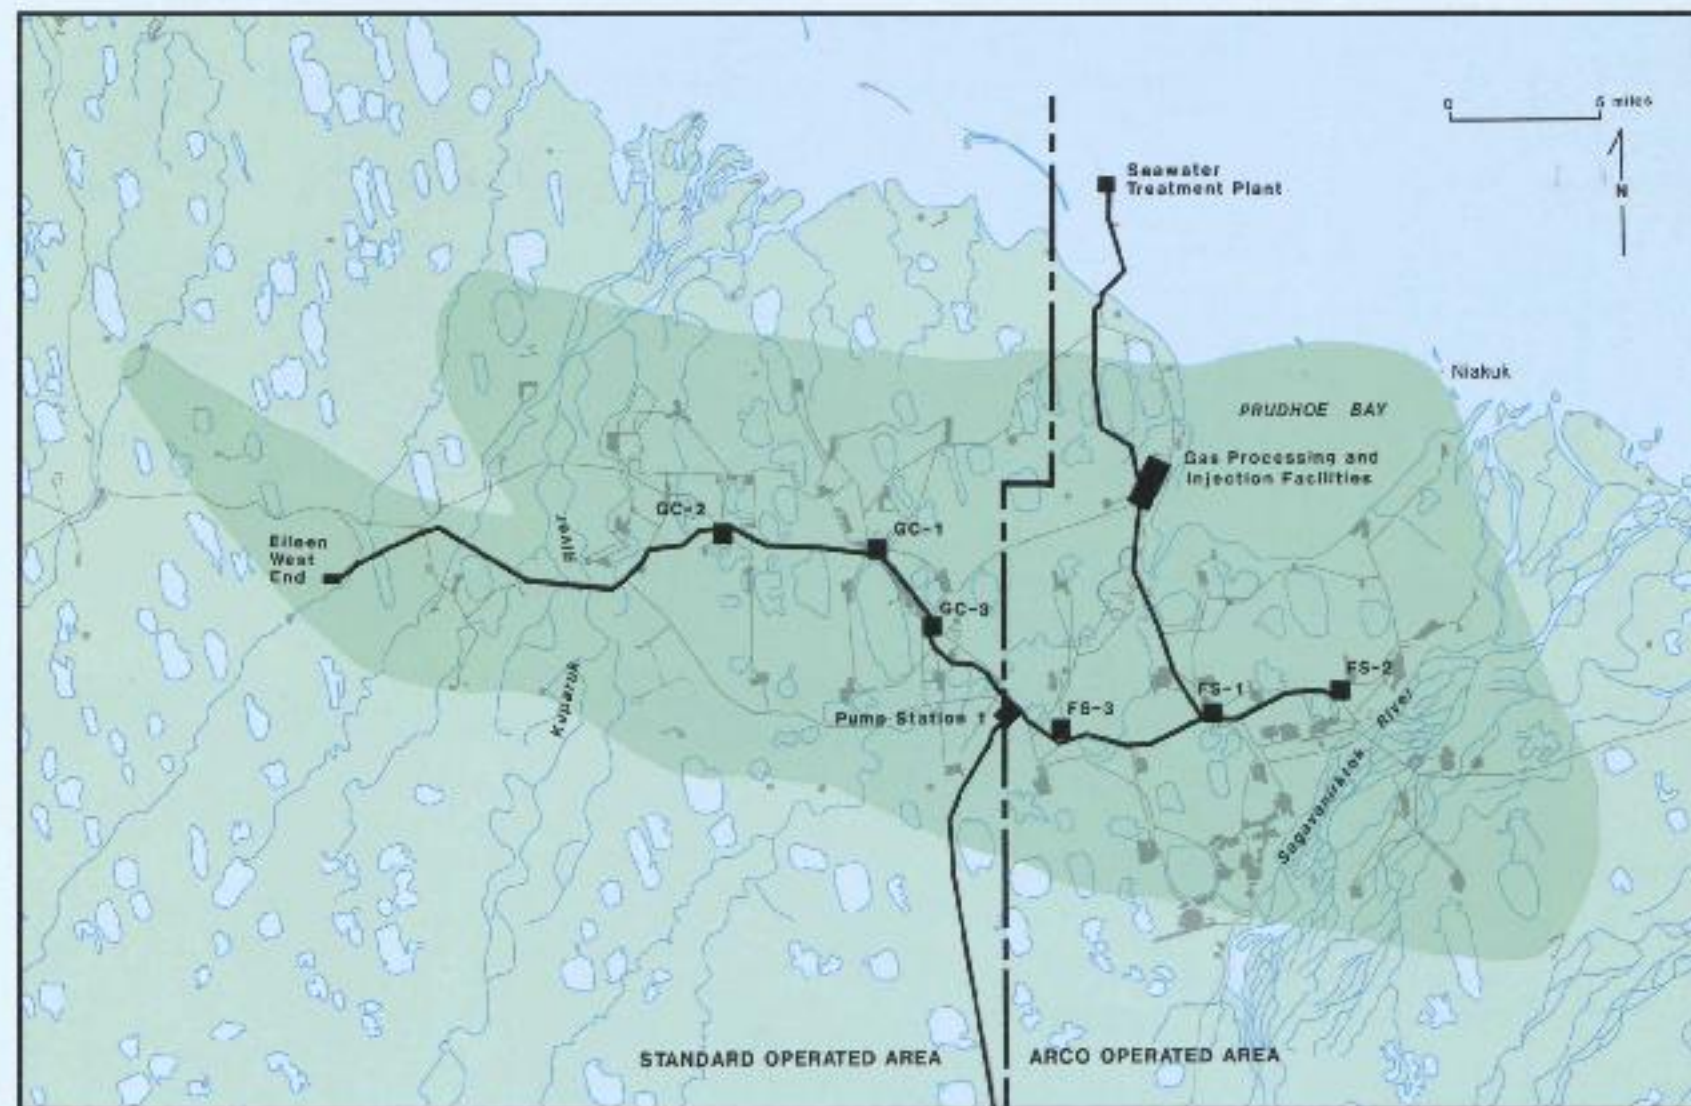 0 5 miles
N
Seawater
Treatment Plant
Niakuk
PRUDHOE BAY
Gas Processing and
Injection Facilities
GC-2
GC-1
River
Eileen
West
End
GC-3
Kuparuk
FS-2
FS-1
FS-3
Pump Station 1
River
Sagavanirktok
STANDARD OPERATED AREA
ARCO OPERATED AREA